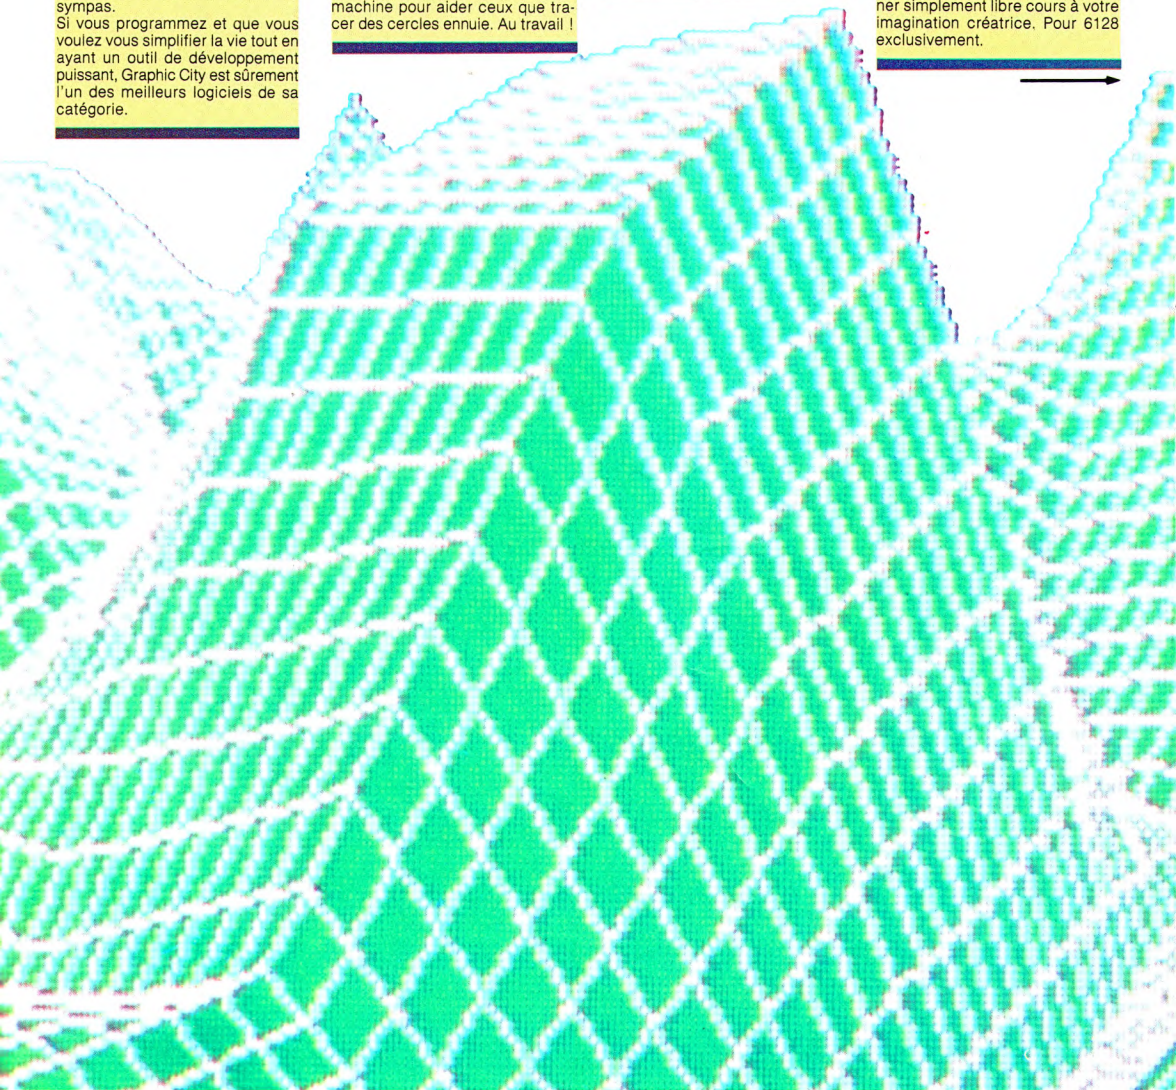 sympas.
Si vous programmez et que vous
voulez vous simplifier la vie tout en
ayant un outil de développement
puissant, Graphic City est sûrement
l'un des meilleurs logiciels de sa
catégorie.
machine pour aider ceux que tra-
cer des cercles ennuie. Au travail !
ner simplement libre cours à votre
imagination créatrice. Pour 6128
exclusivement.